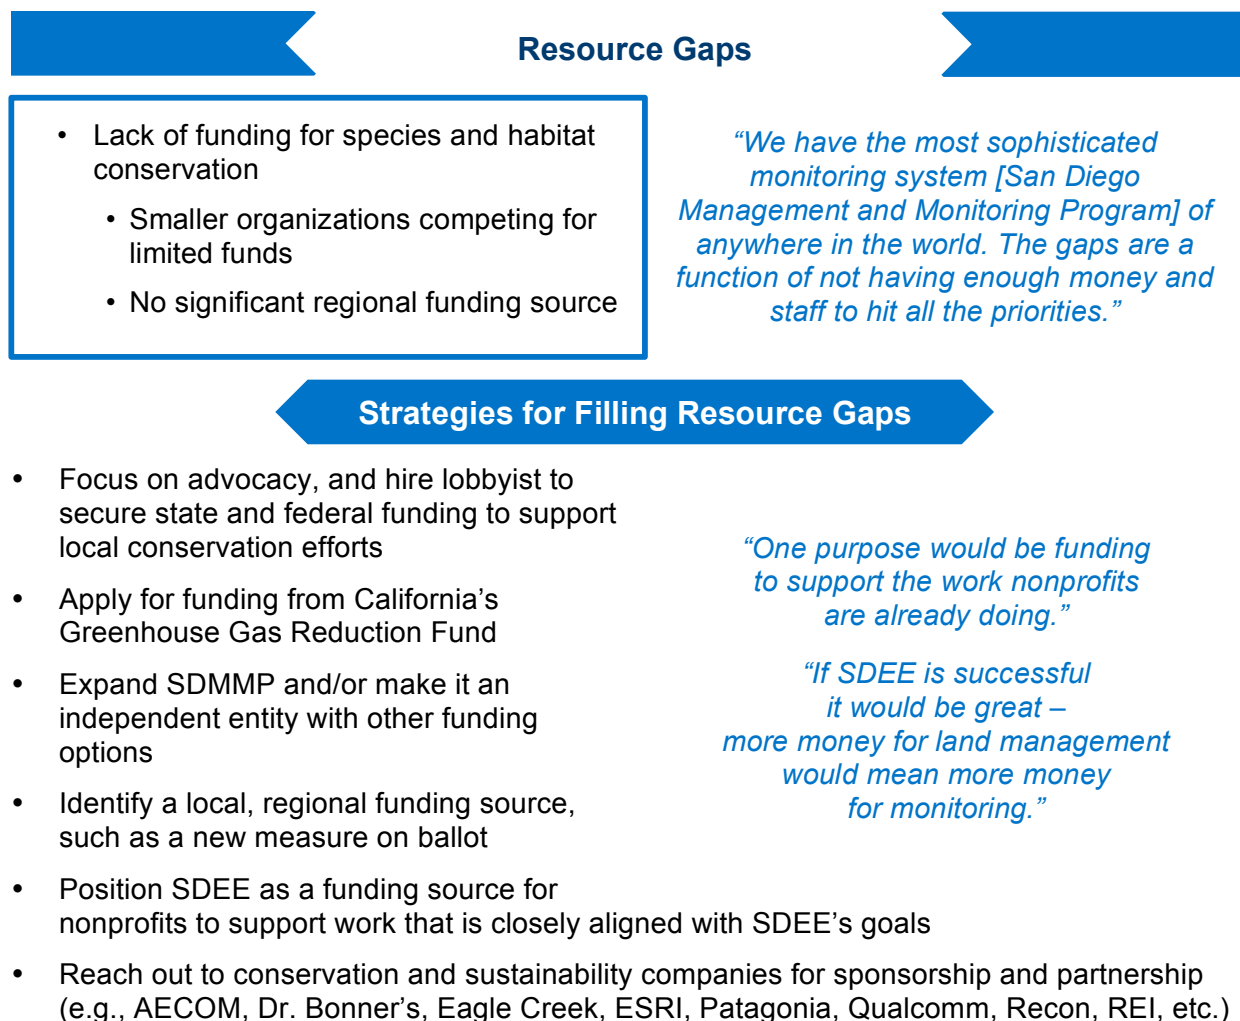 Resource Gaps
• Lack of funding for species and habitat
conservation
• Smaller organizations competing for
limited funds
• No significant regional funding source
“We have the most sophisticated
monitoring system [San Diego
Management and Monitoring Program] of
anywhere in the world. The gaps are a
function of not having enough money and
staff to hit all the priorities.”
Strategies for Filling Resource Gaps
• Focus on advocacy, and hire lobbyist to
secure state and federal funding to support
local conservation efforts
• Apply for funding from California’s
Greenhouse Gas Reduction Fund
• Expand SDMMP and/or make it an
independent entity with other funding
options
• Identify a local, regional funding source,
such as a new measure on ballot
• Position SDEE as a funding source for
nonprofits to support work that is closely aligned with SDEE’s goals
• Reach out to conservation and sustainability companies for sponsorship and partnership
(e.g., AECOM, Dr. Bonner’s, Eagle Creek, ESRI, Patagonia, Qualcomm, Recon, REI, etc.)
“One purpose would be funding
to support the work nonprofits
are already doing.”
“If SDEE is successful
it would be great –
more money for land management
would mean more money
for monitoring.”